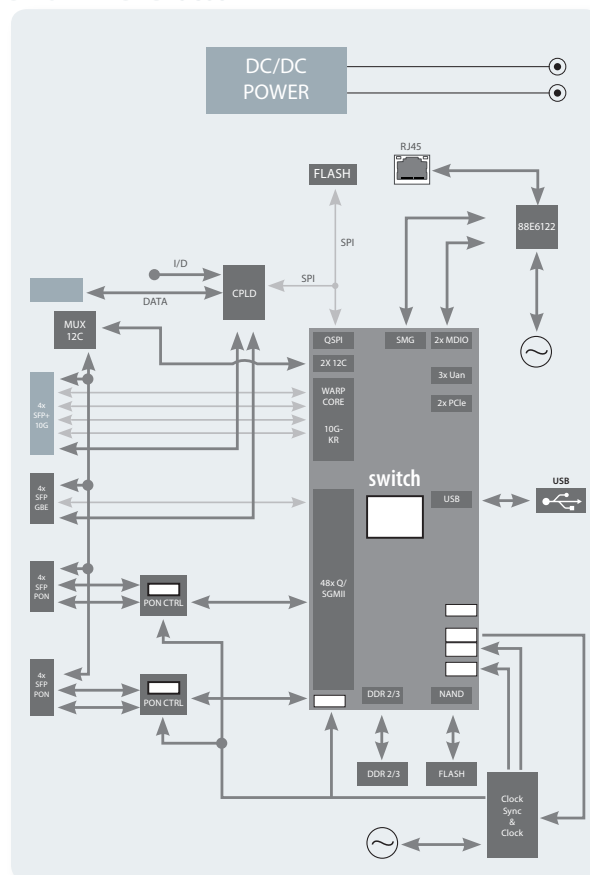 DC/DC
POWER
RJ45
FLASH
88E6122
SPI
I/D
SPI
CPLD
DATA
MUX
12C
QSPI
SMG
2x MDIO
2X 12C
3x Uan
WARP
CORE
2x PCIe
4x
SFP+
10G
10G-
KR
switch
USB
4x
SFP
GBE
USB
48x Q/
SGMII
4x
SFP
PON
PON CTRL
4x
SFP
PON
PON CTRL
DDR 2/3
NAND
DDR 2/3
FLASH
Clock
Sync
&
Clock